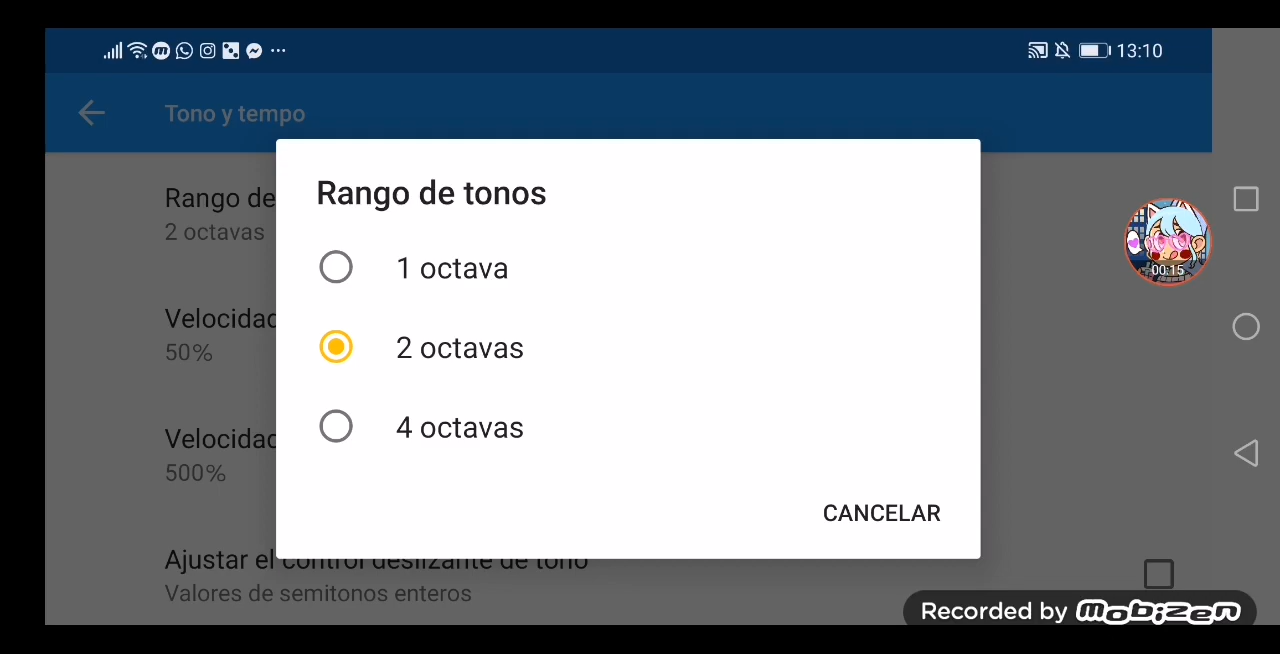 13:10
Tono y tempo
Rango de tonos
Rango de
2 octavas
1 octava
2 octavas
4 octavas
Velocidad
50%
Velocidad
500%
CANCELAR
Ajustar el control deslizante de tono
Valores de semitonos enteros
00:15
Recorded by mobizen